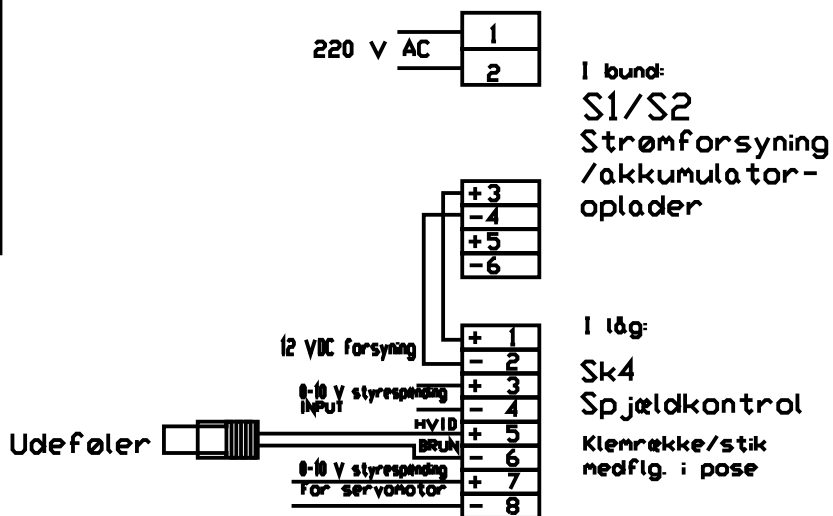 1
220 V AC
2
I bund:
S1/S2
Strømforsyning
/akkumulator-
oplader
+3
-4
+5
-6
I låg:
Sk4
Spjældkontrol
Klemrække/stik
medflg. i pose
+ 1
12 VDC forsyning
- 2
+ 3
0-10 V styrespænding
INPUT
- 4
HVID
+ 5
Udeføler
BRUN
- 6
0-10 V styrespænding
+ 7
For servomotor
- 8